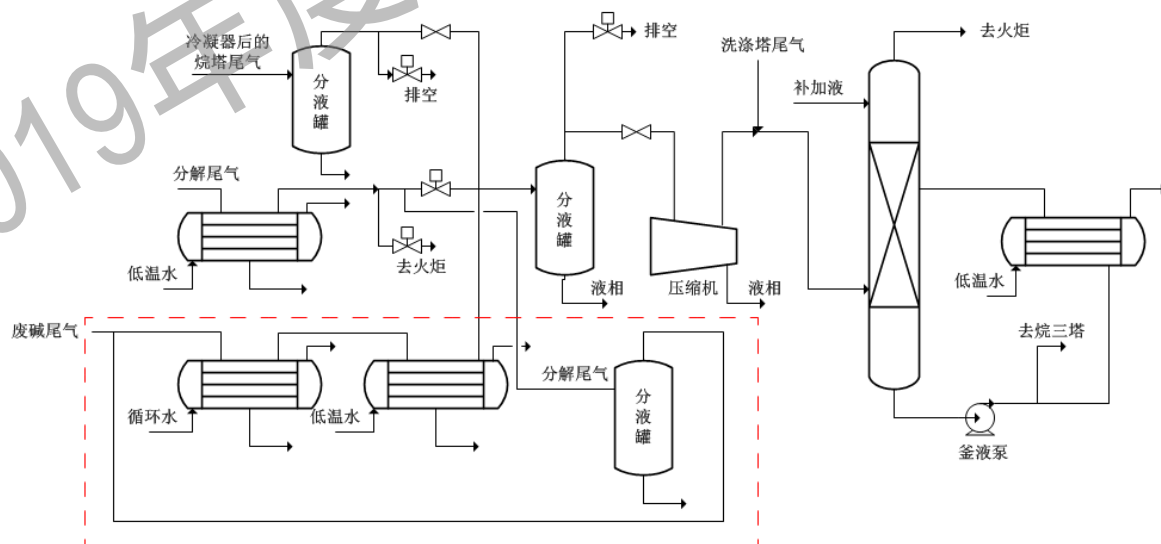 2019年度
冷凝器后的
烷塔尾气
分液罐
排空
分解尾气
低温水
去火炬
分液罐
排空
液相
压缩机
液相
洗涤塔尾气
补加液
去火炬
低温水
去烷三塔
釜液泵
废碱尾气
循环水
低温水
分解尾气
分液罐